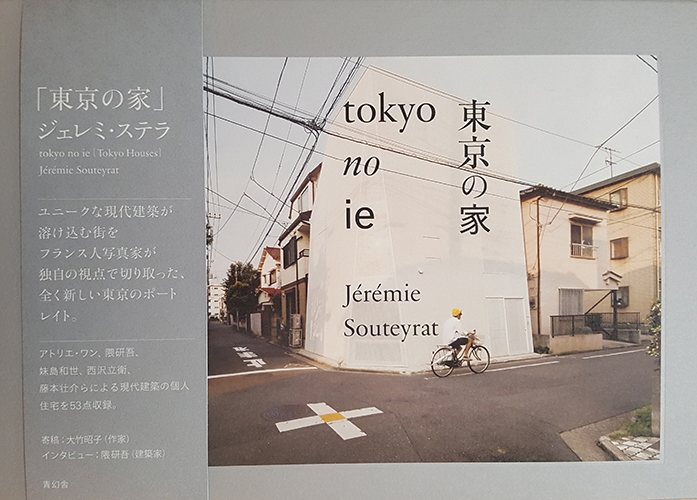 「東京の家」
ジェレミ・ステラ
tokyo no ie [Tokyo Houses]
Jérémie Souteyrat
ユニークな現代建築が
溶け込む街を
フランス人写真家が
独自の視点で切り取った、
全く新しい東京のポート
レイト。
アトリエ・ワン、隈研吾、
妹島和世、西沢立衛、
藤本壮介らによる現代建築の個人
住宅を53点収録。
寄稿：大竹昭子（作家）
インタビュー：隈研吾（建築家）
青幻舎
tokyo
no
ie
東京の家
Jérémie
Souteyrat